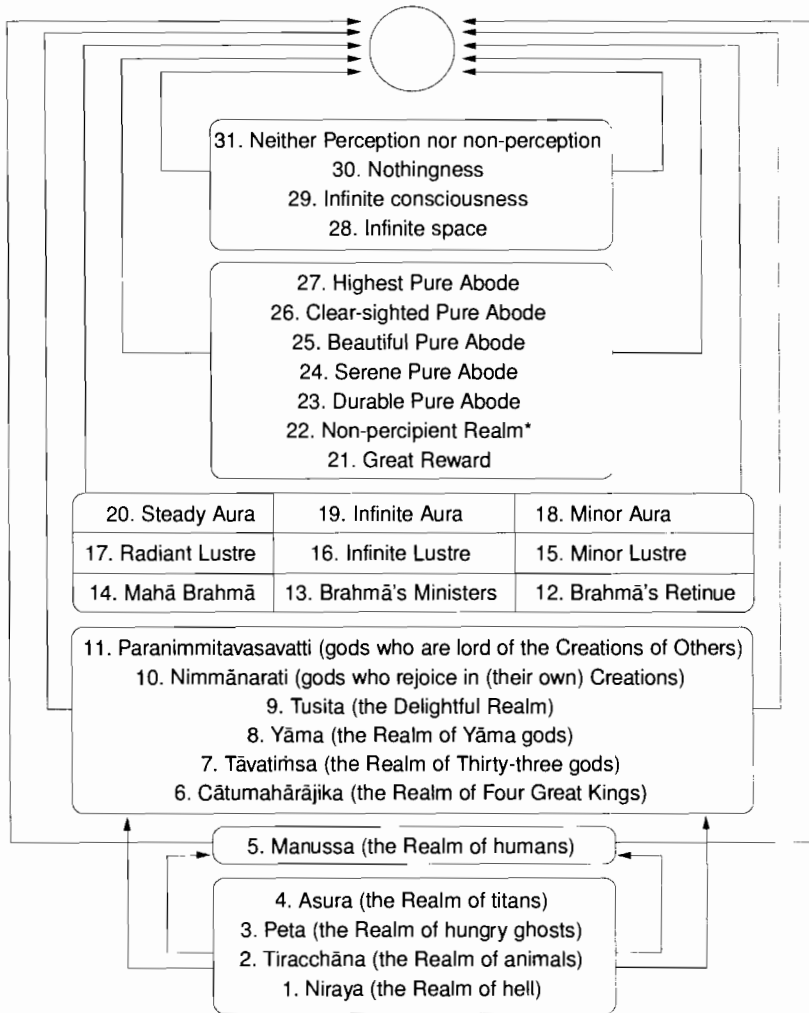 31. Neither Perception nor non-perception
30. Nothingness
29. Infinite consciousness
28. Infinite space
27. Highest Pure Abode
26. Clear-sighted Pure Abode
25. Beautiful Pure Abode
24. Serene Pure Abode
23. Durable Pure Abode
22. Non-percipient Realm*
21. Great Reward
20. Steady Aura 19. Infinite Aura 18. Minor Aura
17. Radiant Lustre 16. Infinite Lustre 15. Minor Lustre
14. Mahā Brahmā 13. Brahmā's Ministers 12. Brahmā's Retinue
11. Paranimmitavasavatti (gods who are lord of the Creations of Others)
10. Nimmānarati (gods who rejoice in (their own) Creations)
9. Tusita (the Delightful Realm)
8. Yāma (the Realm of Yāma gods)
7. Tāvatiṁsa (the Realm of Thirty-three gods)
6. Cātumahārājika (the Realm of Four Great Kings)
5. Manussa (the Realm of humans)
4. Asura (the Realm of titans)
3. Peta (the Realm of hungry ghosts)
2. Tiracchāna (the Realm of animals)
1. Niraya (the Realm of hell)